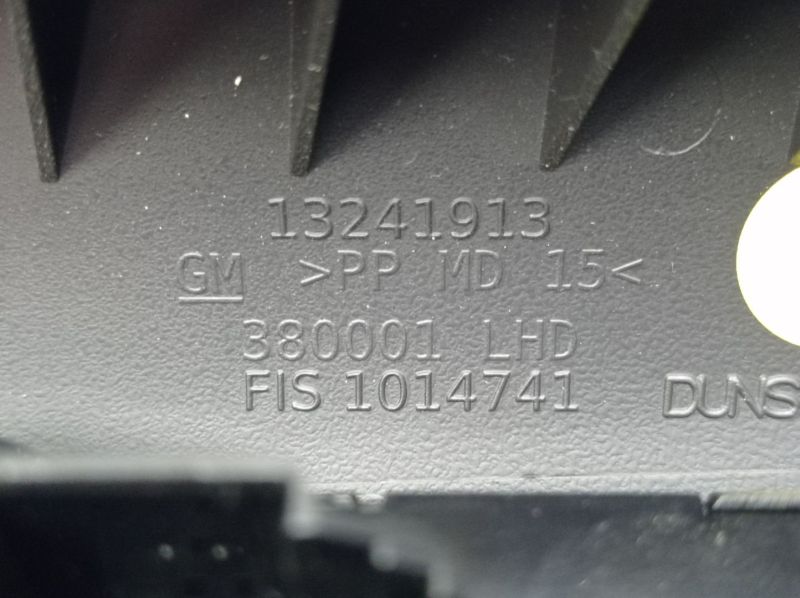 13241913
GM >PP MD 15<
380001 LHD
FIS 1014741 DUNS